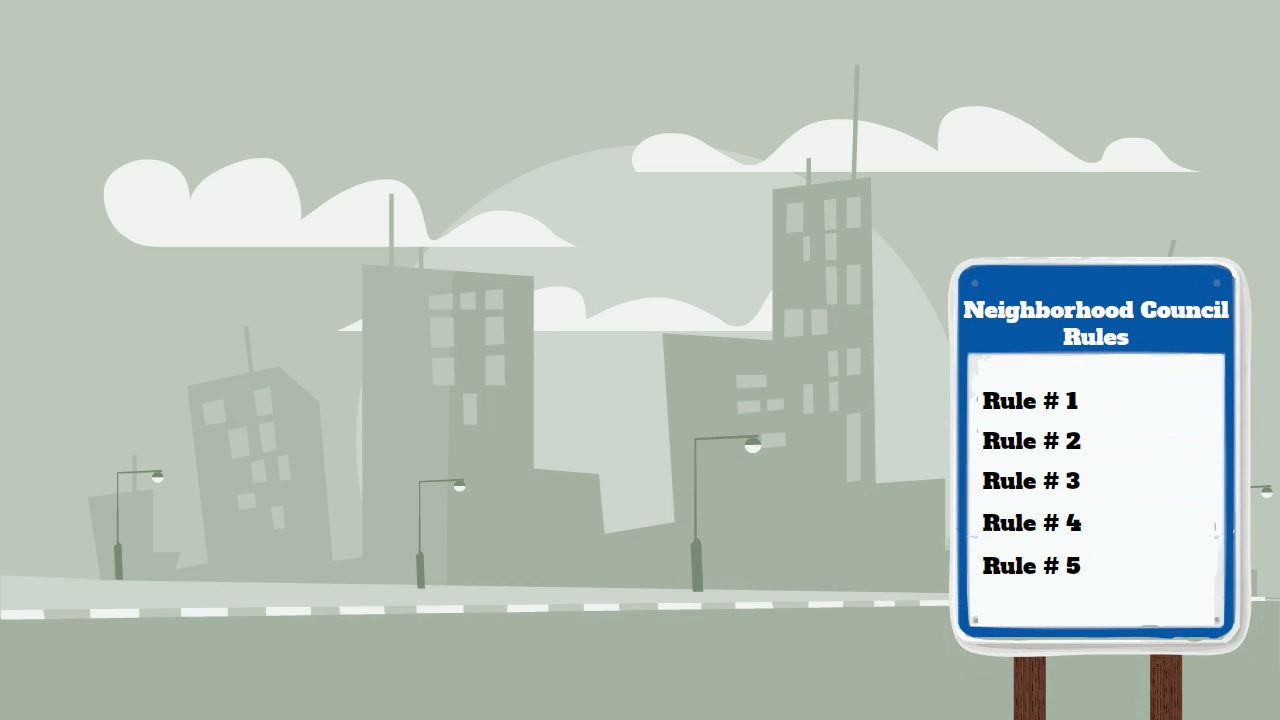 Neighborhood Council
Rules
Rule # 1
Rule # 2
Rule # 3
Rule # 4
Rule # 5